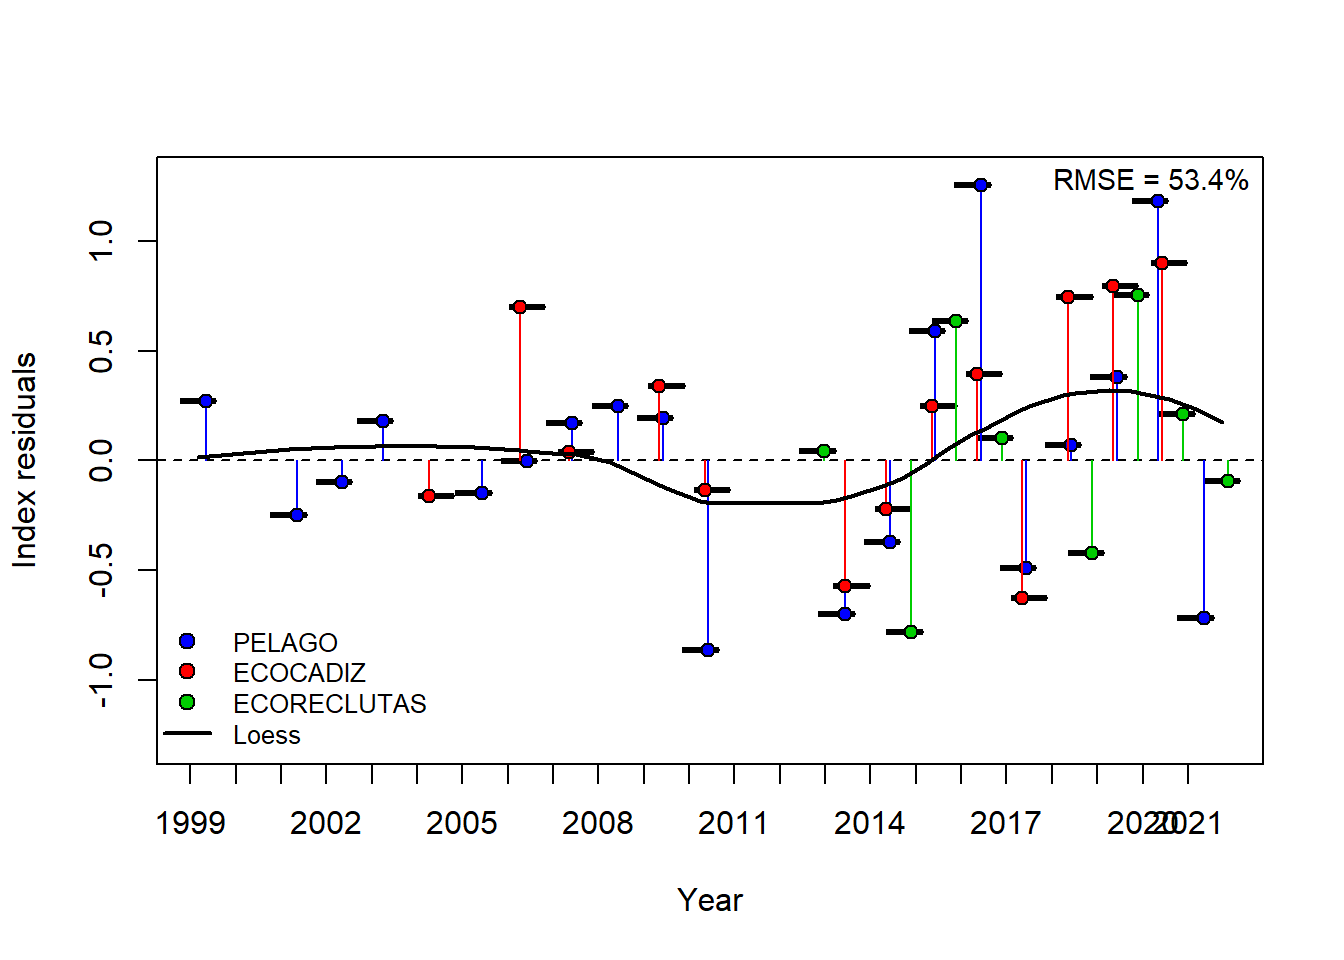 RMSE = 53.4%
Index residuals
1.0
0.5
0.0
-0.5
-1.0
PELAGO
ECOCADIZ
ECORECLUTAS
Loess
1999 2002 2005 2008 2011 2014 2017 2020 2021
Year